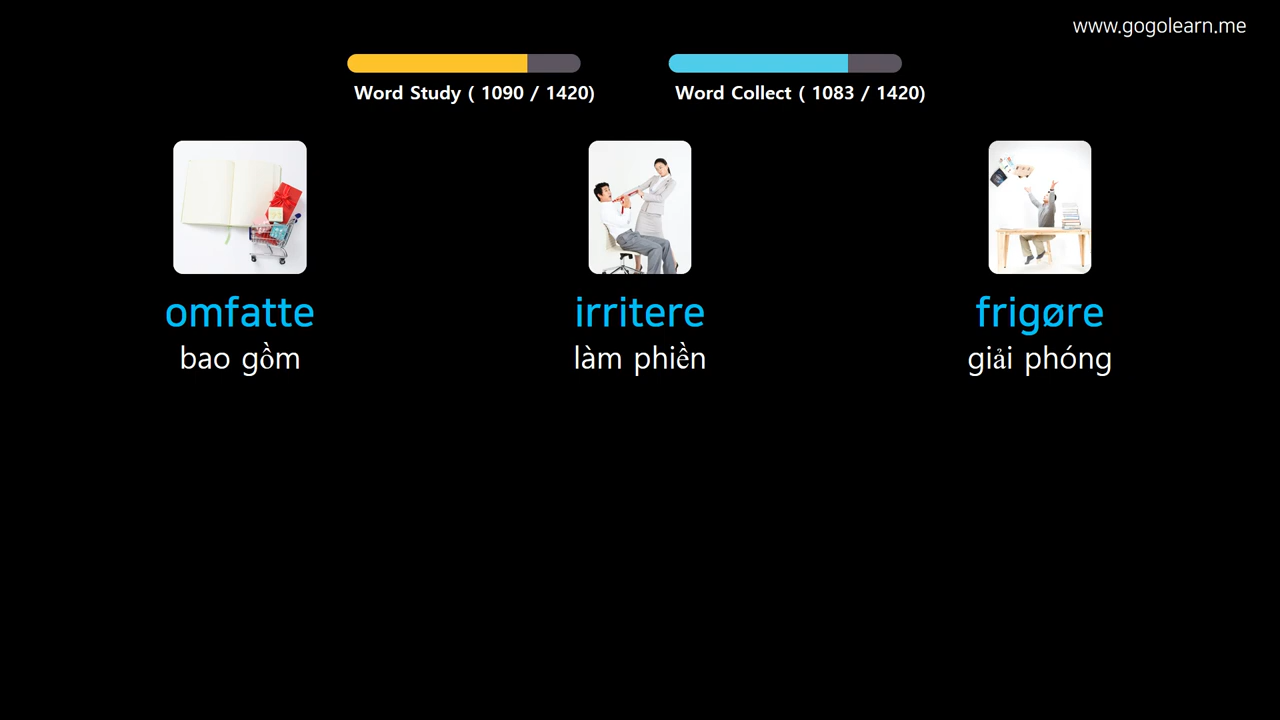 www.gogolearn.me
Word Study ( 1090 / 1420)
Word Collect ( 1083 / 1420)
omfatte
irritere
frigøre
bao gồm
làm phiền
giải phóng